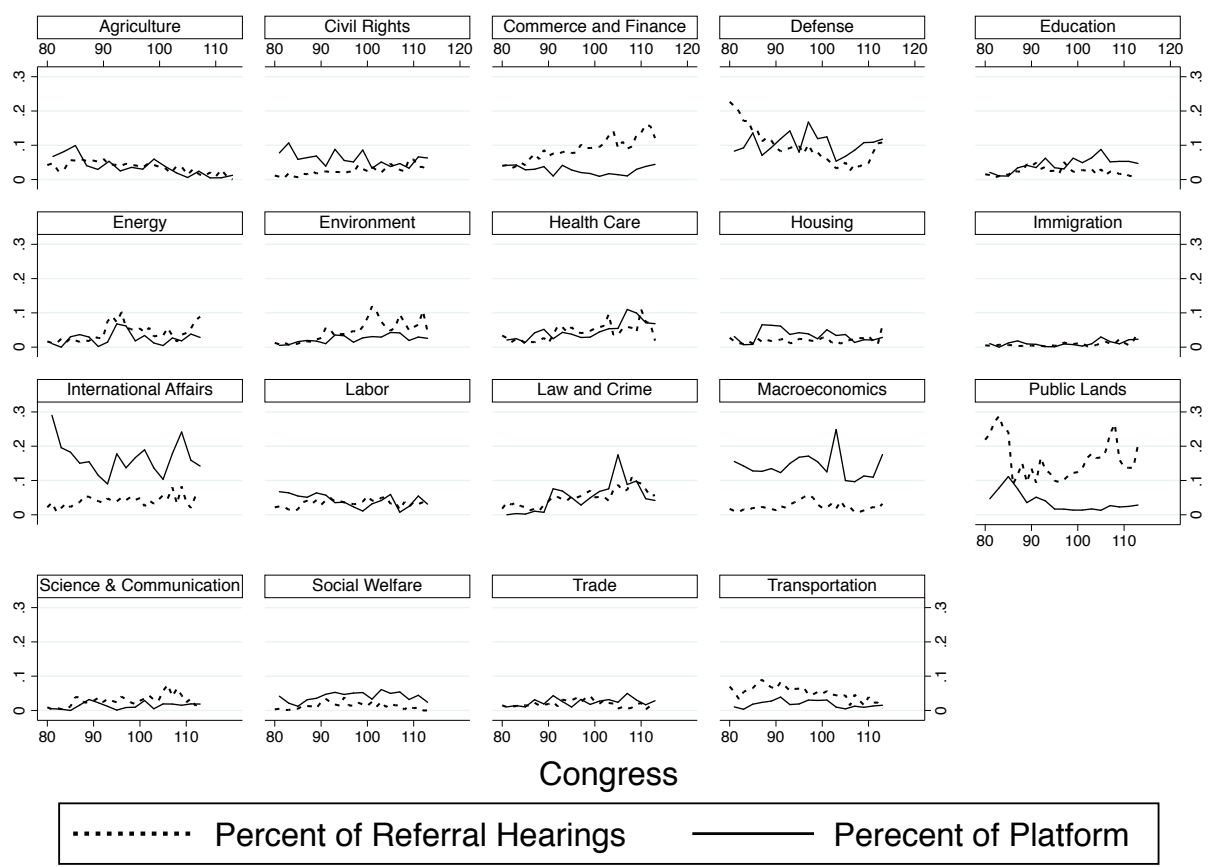 Agriculture Civil Rights Commerce and Finance Defense Education
80 90 100 110 80 90 100 110 120 80 90 100 110 120 80 90 100 110 120 80 90 100 110 120
.3 .3
.2 .2
.1 .1
0 0
Energy Environment Health Care Housing Immigration
.3 .3
.2 .2
.1 .1
0 0
International Affairs Labor Law and Crime Macroeconomics Public Lands
.3 .3
.2 .2
.1 .1
0 0
80 90 100 110
Science & Communication Social Welfare Trade Transportation
.3 .3
.2 .2
.1 .1
0 0
80 90 100 110 80 90 100 110 80 90 100 110 80 90 100 110
Congress
Percent of Referral Hearings Perecent of Platform